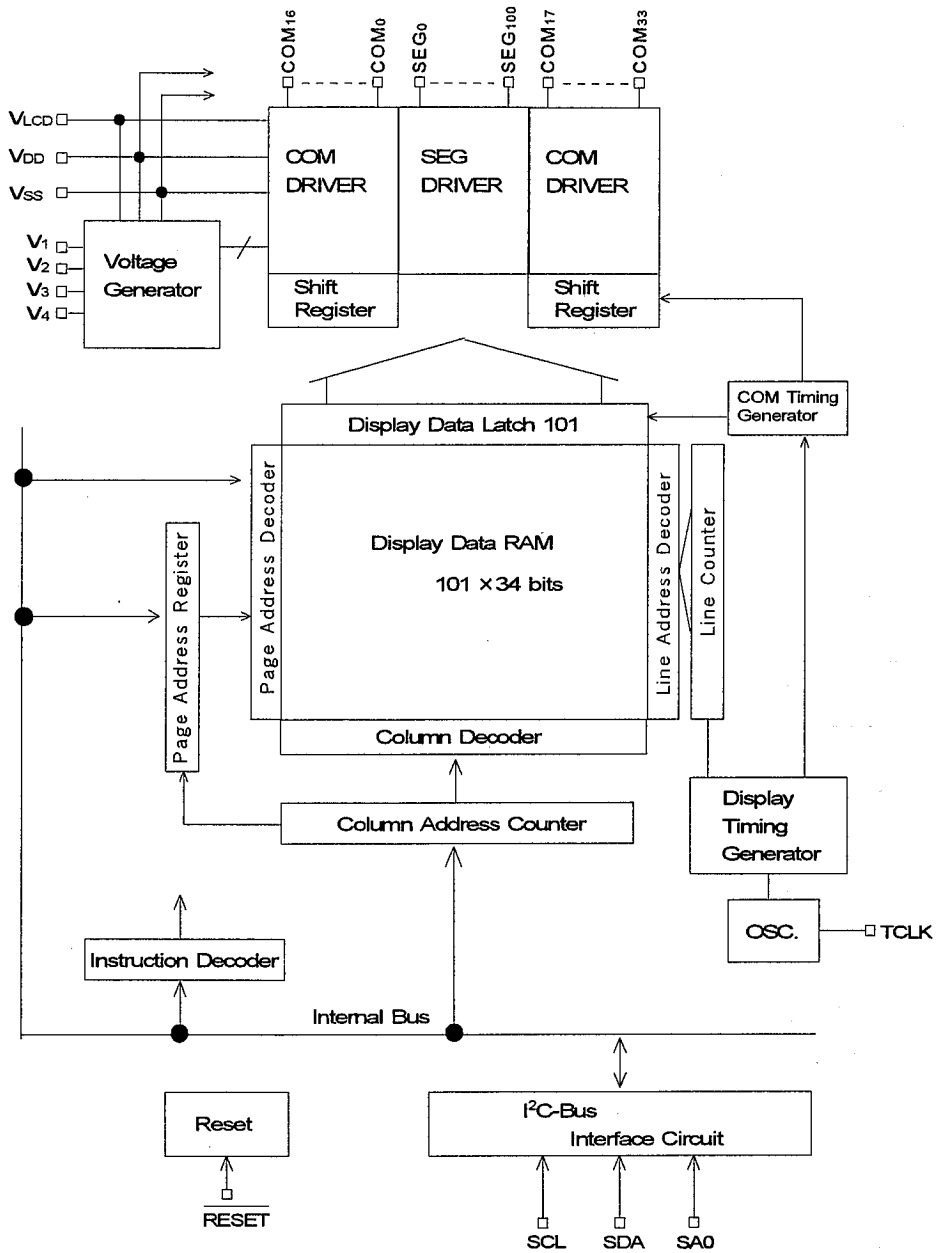 COM16
COM0
SEG0
SEG100
COM17
COM33
VLCD
VDD
VSS
V1
V2
V3
V4
Voltage
Generator
COM
DRIVER
SEG
DRIVER
COM
DRIVER
Shift
Register
Shift
Register
COM Timing
Generator
Display Data Latch 101
Page Address Decoder
Display Data RAM
101 × 34 bits
Line Address Decoder
Line Counter
Page Address Register
Column Decoder
Column Address Counter
Display
Timing
Generator
OSC.
TCLK
Instruction Decoder
Internal Bus
Reset
RESET
I²C-Bus
Interface Circuit
SCL
SDA
SA0